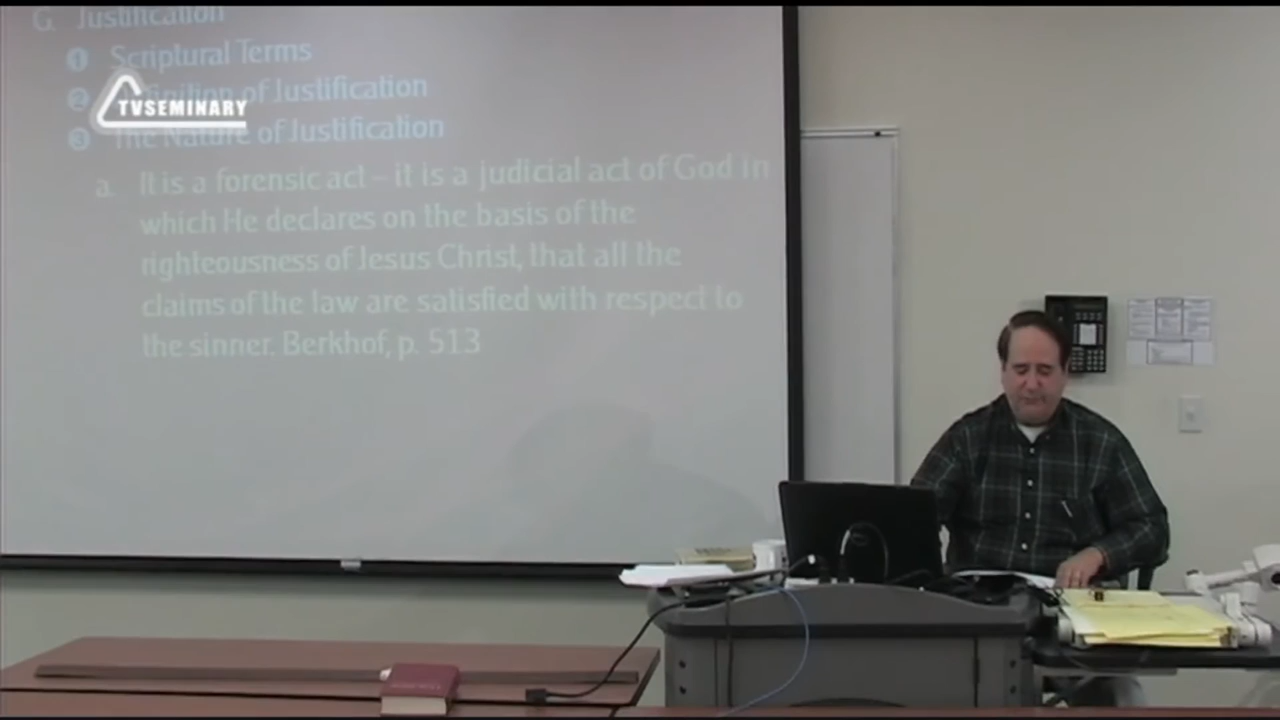 G. Justification
1 Scriptural Terms
2 Definition of Justification
3 The Nature of Justification
TVSEMINARY
a. It is a forensic act – it is a judicial act of God in
which He declares on the basis of the
righteousness of Jesus Christ, that all the
claims of the law are satisfied with respect to
the sinner. Berkhof, p. 513